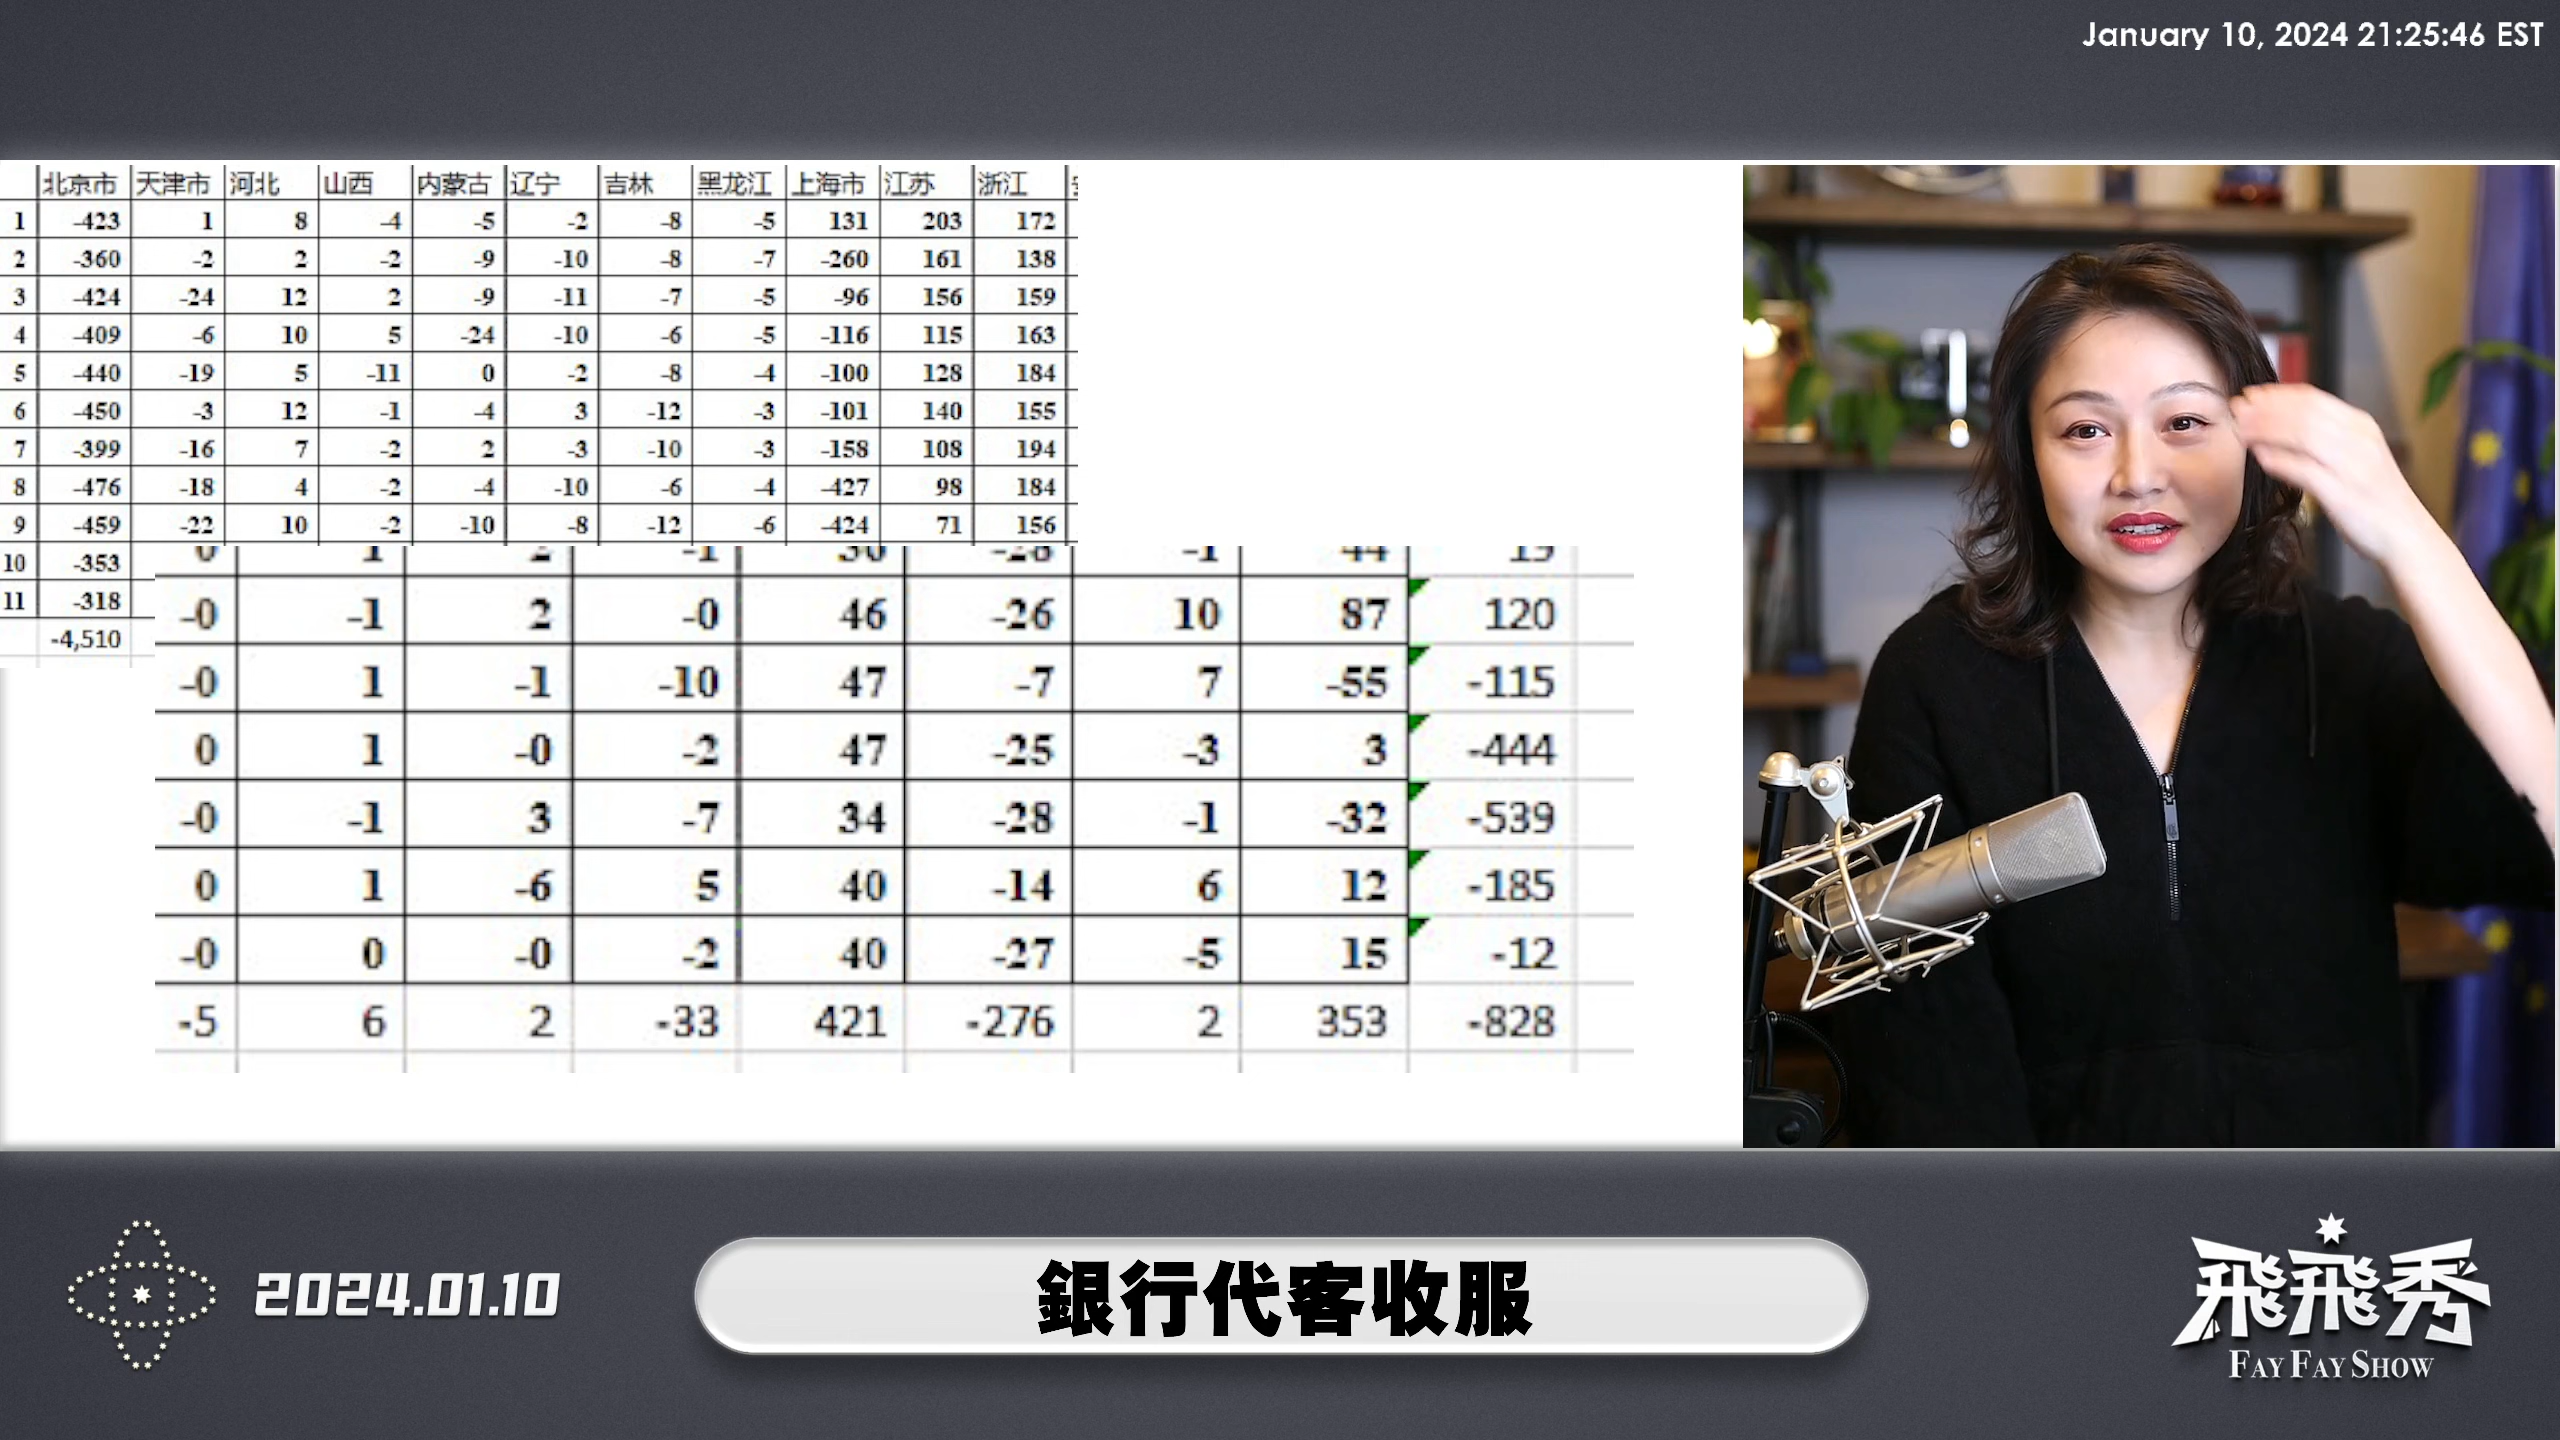 January 10, 2024 21:25:46 EST
北京市 天津市 河北 山西 内蒙古 辽宁 吉林 黑龙江 上海市 江苏 浙江
1 -423 1 8 -4 -5 -2 -8 -5 131 203 172
2 -360 -2 2 -2 -9 -10 -8 -7 -260 161 138
3 -424 -24 12 2 -9 -11 -7 -5 -96 156 159
4 -409 -6 10 5 -24 -10 -6 -5 -116 115 163
5 -440 -19 5 -11 0 -2 -8 -4 -100 128 184
6 -450 -3 12 -1 -4 3 -12 -3 -101 140 155
7 -399 -16 7 -2 2 -3 -10 -3 -158 108 194
8 -476 -18 4 -2 -4 -10 -6 -4 -427 98 184
9 -459 -22 10 -2 -10 -8 -12 -6 -424 71 156
10 -353
11 -318
-4,510
-0 -1 2 -0 46 -26 10 87 120
-0 1 -1 -10 47 -7 7 -55 -115
0 1 -0 -2 47 -25 -3 3 -444
-0 -1 3 -7 34 -28 -1 -32 -539
0 1 -6 5 40 -14 6 12 -185
-0 0 -0 -2 40 -27 -5 15 -12
-5 6 2 -33 421 -276 2 353 -828
2024.01.10
銀行代客收服
飛飛秀
FAY FAY SHOW